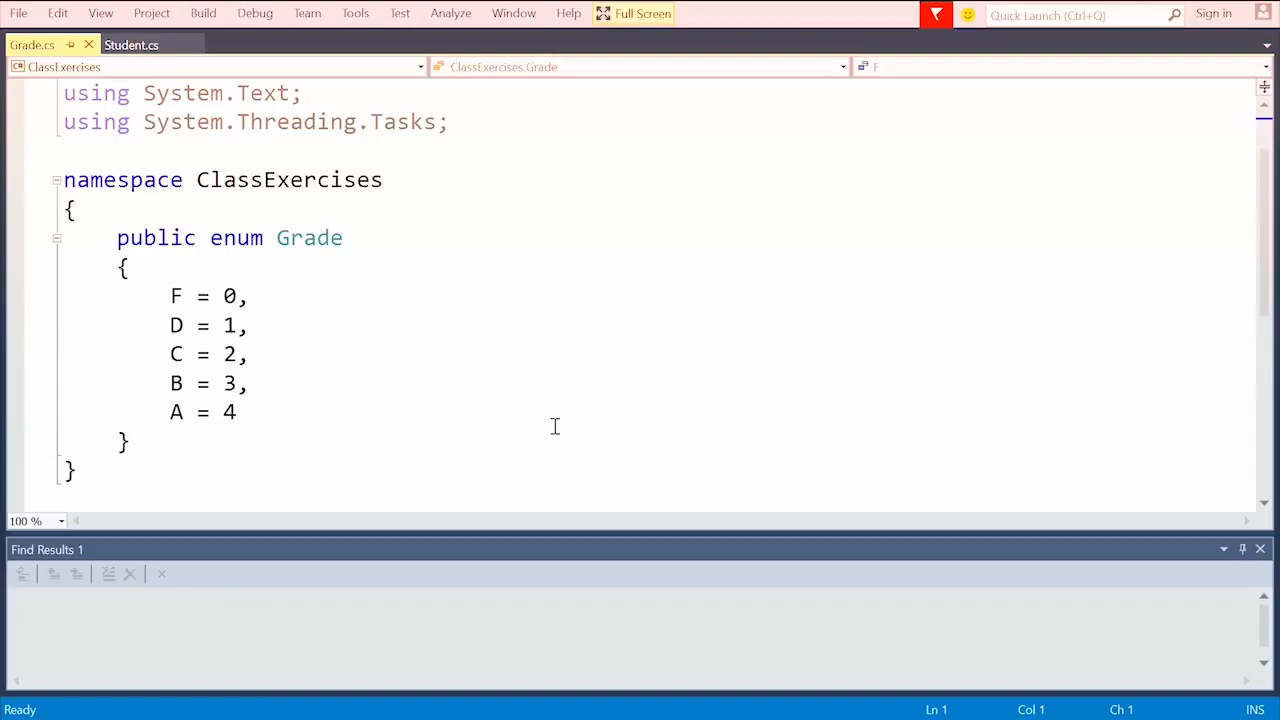 File Edit View Project Build Debug Team Tools Test Analyze Window Help Full Screen Quick Launch (Ctrl+Q) Sign in
Grade.cs Student.cs
C# ClassExercises ClassExercises.Grade F
using System.Text;
using System.Threading.Tasks;
namespace ClassExercises
{
public enum Grade
{
F = 0,
D = 1,
C = 2,
B = 3,
A = 4
}
}
100 %
Find Results 1
Ready Ln 1 Col 1 Ch 1 INS